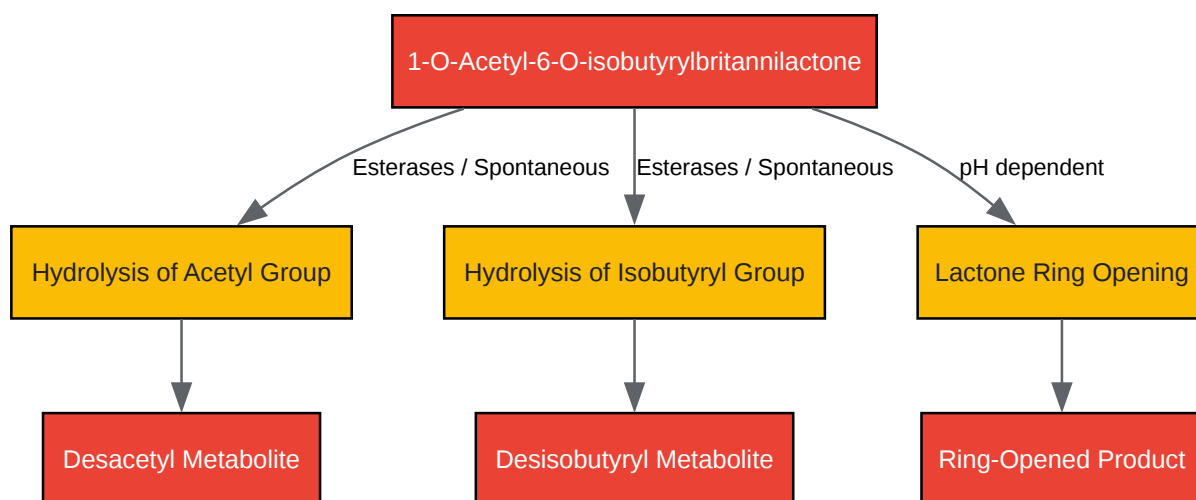 1-O-Acetyl-6-O-isobutyrylbritannilactone
Esterases / Spontaneous
Esterases / Spontaneous
pH dependent
Hydrolysis of Acetyl Group
Hydrolysis of Isobutyryl Group
Lactone Ring Opening
Desacetyl Metabolite
Desisobutyryl Metabolite
Ring-Opened Product